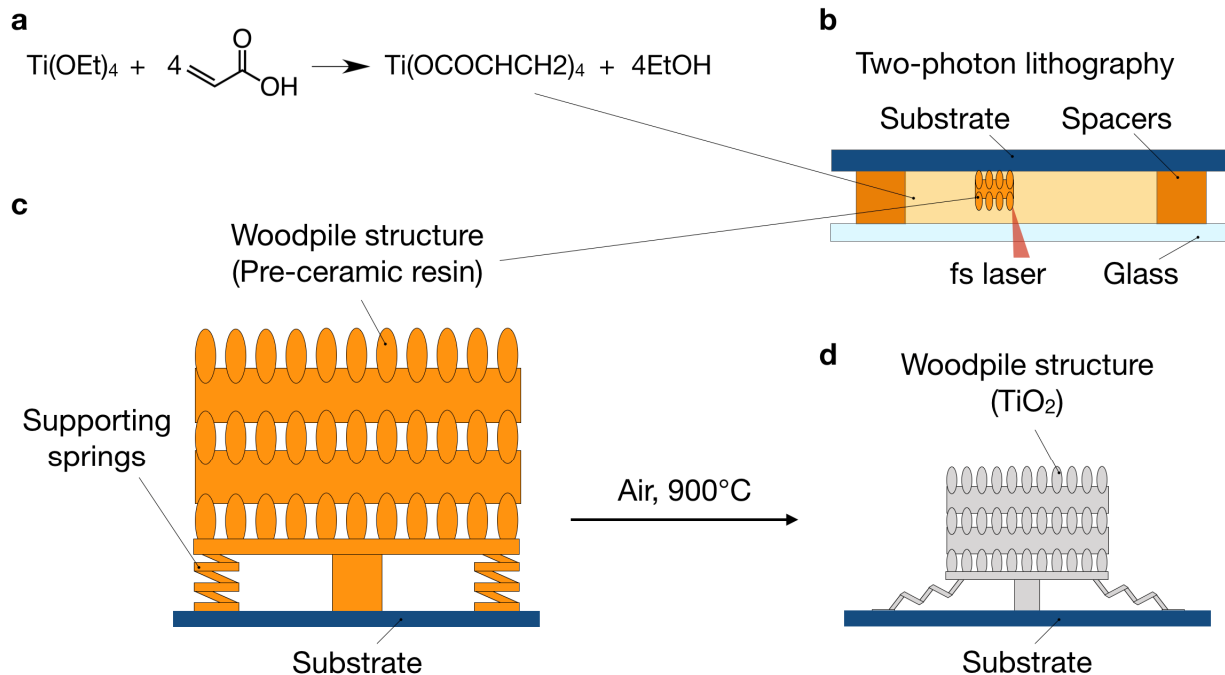 a
Ti(OEt)₄ + 4 O OH → Ti(OCOCHCH2)₄ + 4EtOH
b
Two-photon lithography
Substrate
Spacers
fs laser
Glass
c
Woodpile structure
(Pre-ceramic resin)
Supporting
springs
Substrate
Air, 900°C
d
Woodpile structure
(TiO₂)
Substrate